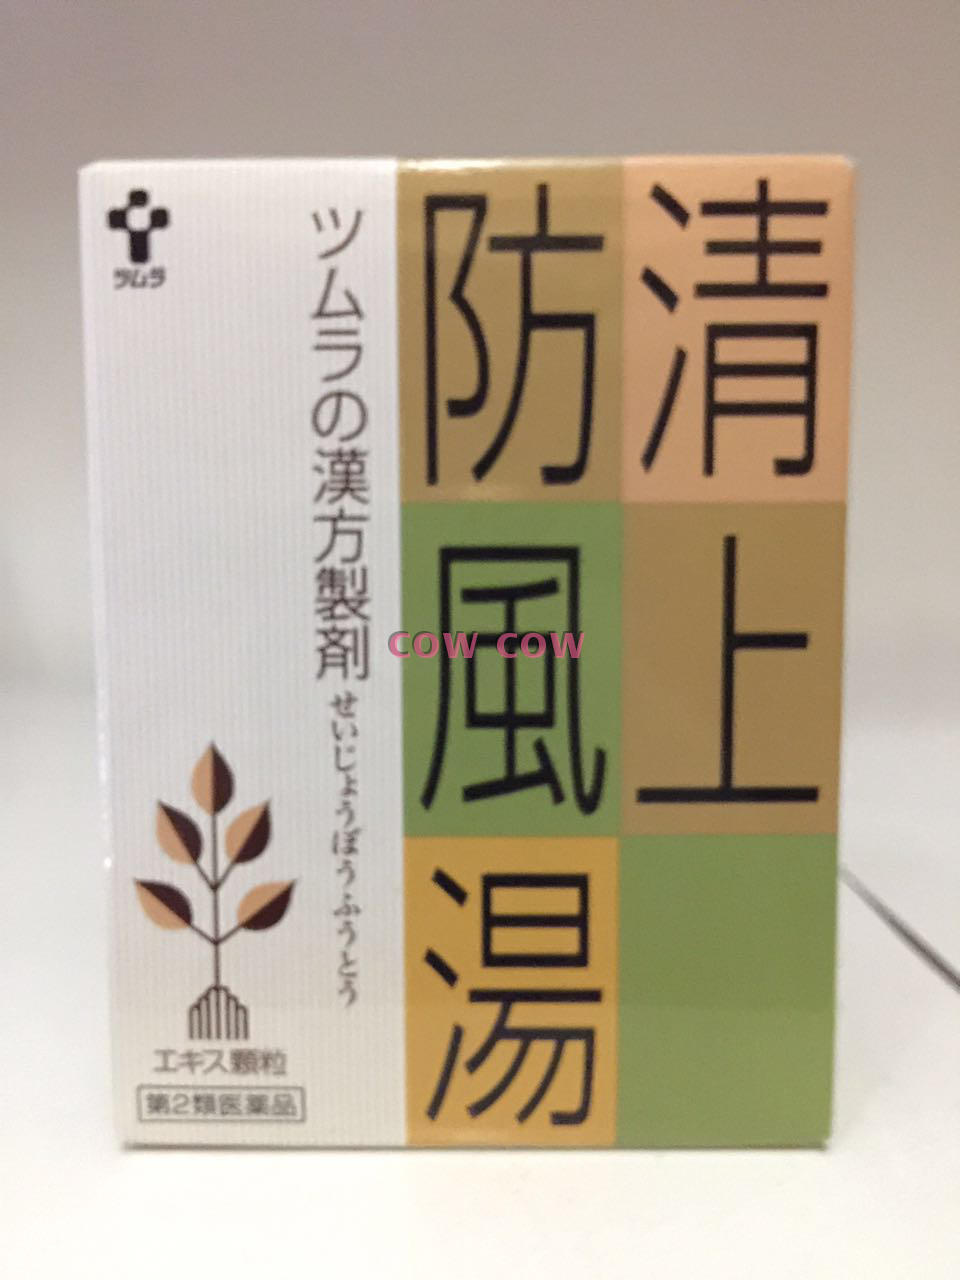 清上
防風湯
ツムラの漢方製剤
せいじょうぼうふうとう
ツムラ
エキス顆粒
第2類医薬品
cow cow